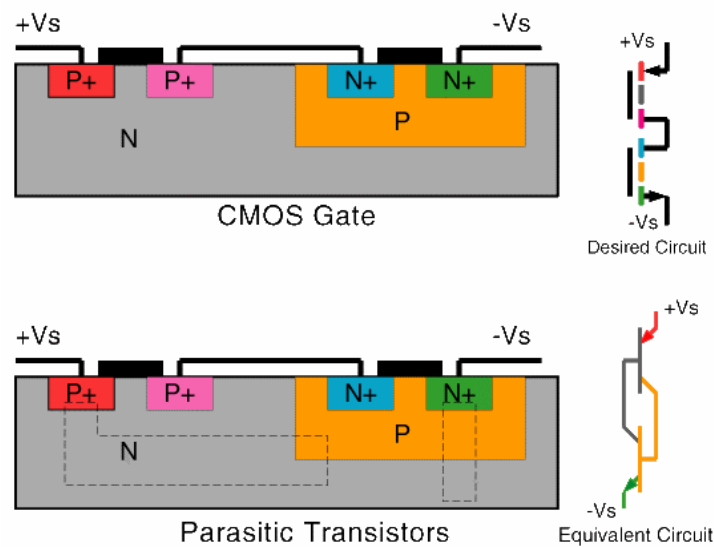 +Vs -Vs
P+ P+ N+ N+
N P
CMOS Gate
+Vs
-Vs
Desired Circuit
+Vs -Vs
P+ P+ N+ N+
N P
Parasitic Transistors
+Vs
-Vs
Equivalent Circuit